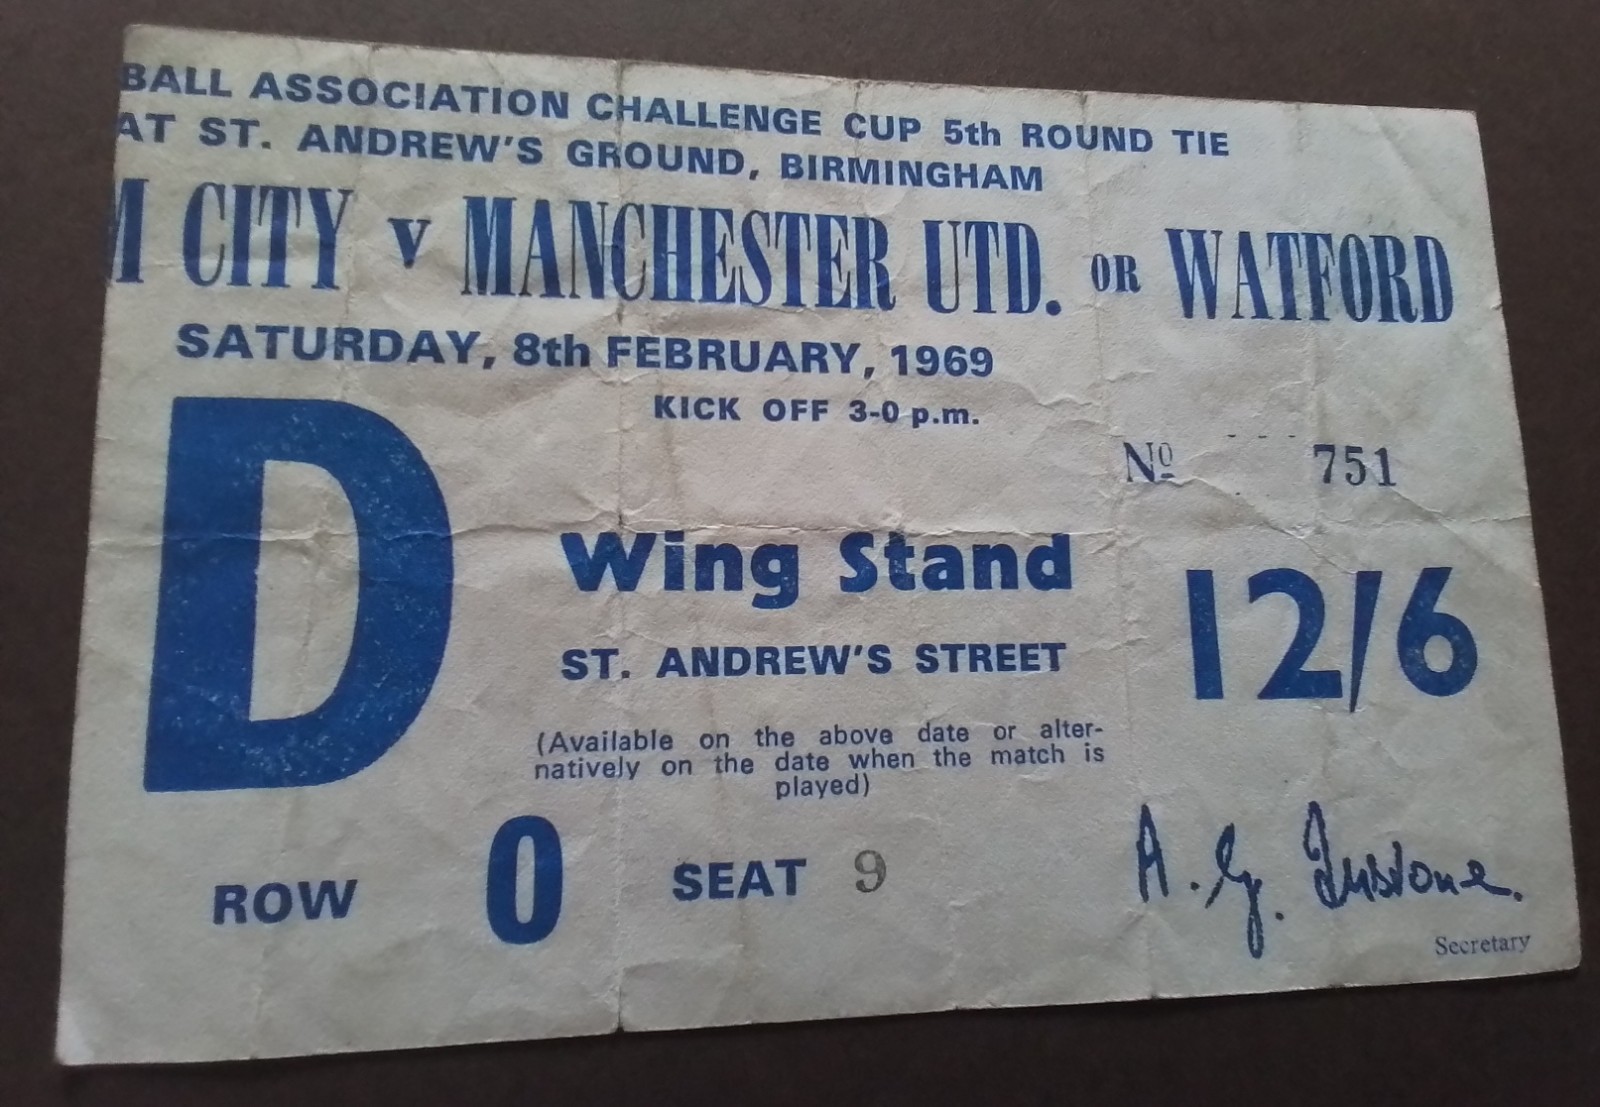 BALL ASSOCIATION CHALLENGE CUP 5th ROUND TIE
AT ST. ANDREW'S GROUND, BIRMINGHAM
M CITY v MANCHESTER UTD. OR WATFORD
SATURDAY, 8th FEBRUARY, 1969
KICK OFF 3-0 p.m.
Nº 751
D
Wing Stand
12/6
ST. ANDREW'S STREET
(Available on the above date or alter-
natively on the date when the match is
played)
ROW O SEAT 9
A. G.
Secretary